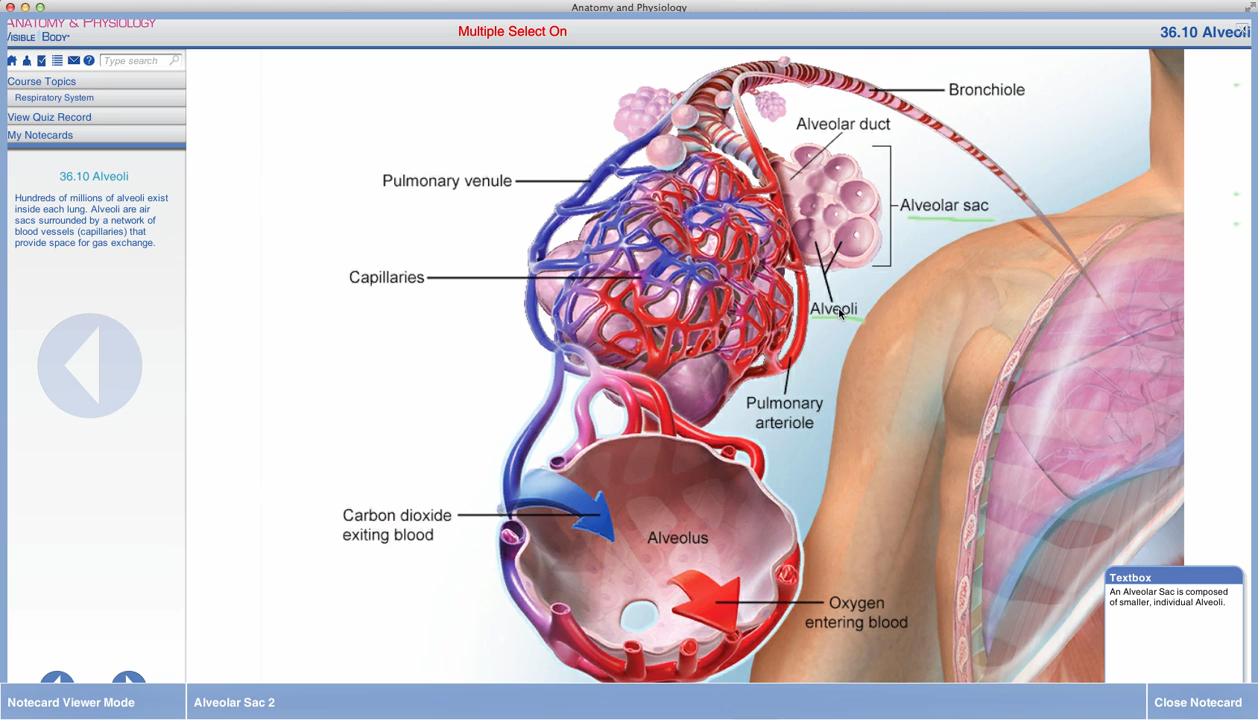 Anatomy and Physiology
ANATOMY & PHYSIOLOGY
VISIBLE BODY
Multiple Select On
36.10 Alveoli
Type search
Course Topics
Respiratory System
View Quiz Record
My Notecards
36.10 Alveoli
Hundreds of millions of alveoli exist
inside each lung. Alveoli are air
sacs surrounded by a network of
blood vessels (capillaries) that
provide space for gas exchange.
Bronchiole
Alveolar duct
Pulmonary venule
Alveolar sac
Capillaries
Alveoli
Pulmonary
arteriole
Carbon dioxide
exiting blood
Alveolus
Oxygen
entering blood
Textbox
An Alveolar Sac is composed
of smaller, individual Alveoli.
Notecard Viewer Mode
Alveolar Sac 2
Close Notecard